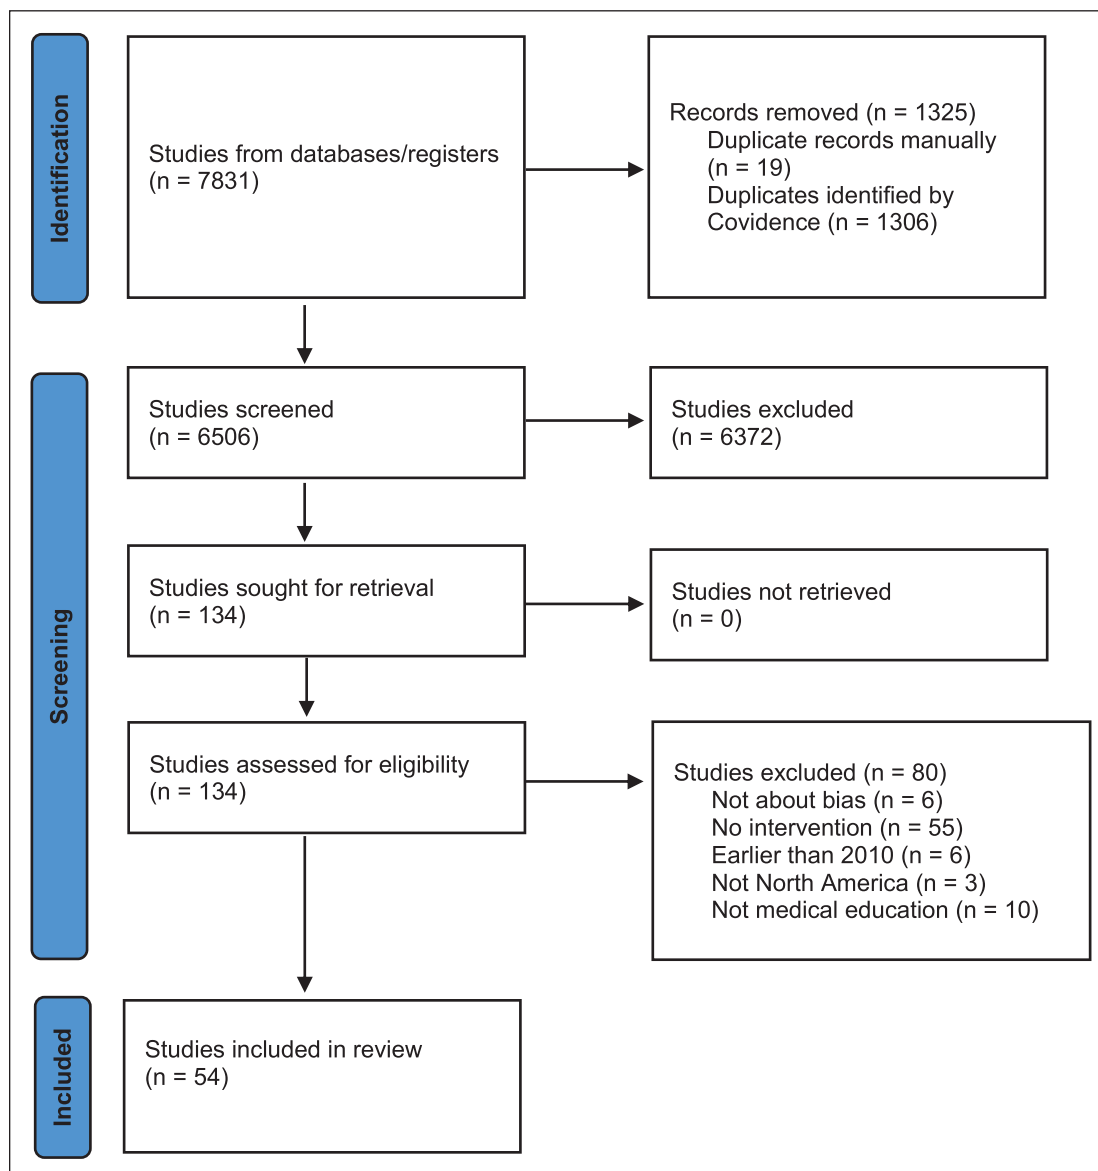 Identification
Studies from databases/registers
(n = 7831)
Records removed (n = 1325)
Duplicate records manually
(n = 19)
Duplicates identified by
Covidence (n = 1306)
Screening
Studies screened
(n = 6506)
Studies excluded
(n = 6372)
Studies sought for retrieval
(n = 134)
Studies not retrieved
(n = 0)
Studies assessed for eligibility
(n = 134)
Studies excluded (n = 80)
Not about bias (n = 6)
No intervention (n = 55)
Earlier than 2010 (n = 6)
Not North America (n = 3)
Not medical education (n = 10)
Included
Studies included in review
(n = 54)